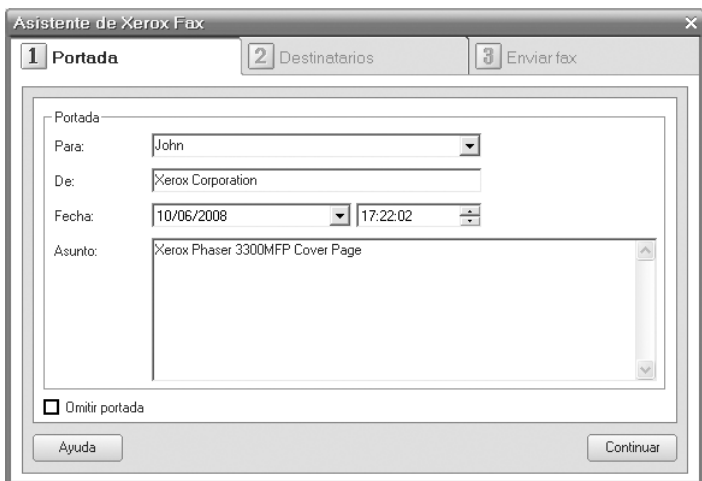 Asistente de Xerox Fax
1 Portada
2 Destinatarios
3 Enviar fax
Portada
Para: John
De: Xerox Corporation
Fecha: 10/06/2008 17:22:02
Asunto: Xerox Phaser 3300MFP Cover Page
Omitir portada
Ayuda Continuar